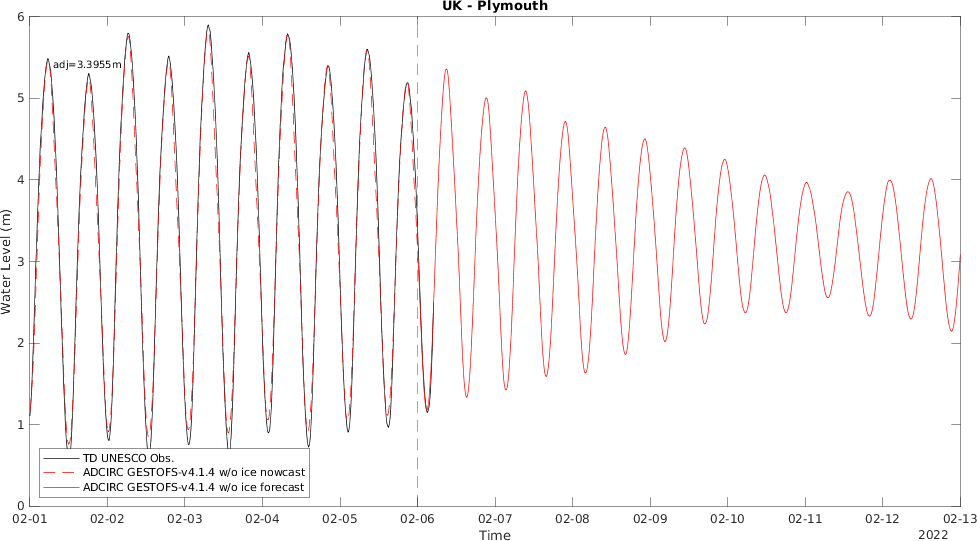 UK - Plymouth
6
5
4
3
2
1
0
Water Level (m)
adj=3.3955m
TD UNESCO Obs.
ADCIRC GESTOFS-v4.1.4 w/o ice nowcast
ADCIRC GESTOFS-v4.1.4 w/o ice forecast
02-01 02-02 02-03 02-04 02-05 02-06 02-07 02-08 02-09 02-10 02-11 02-12 02-13
Time
2022